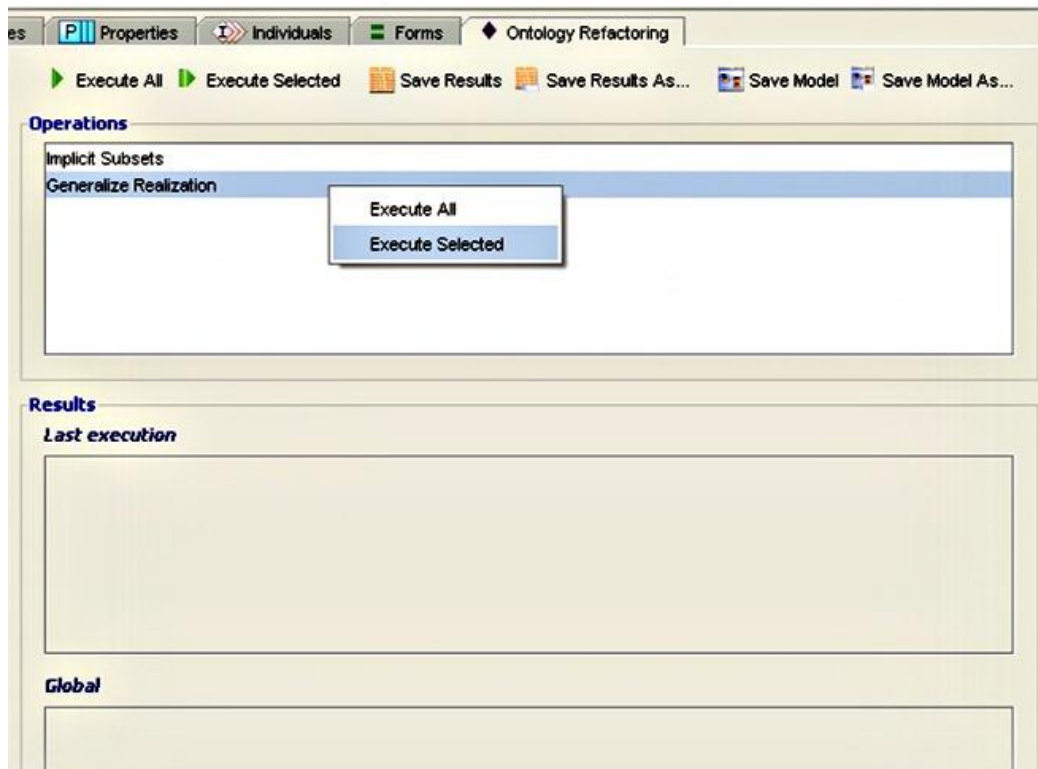 es Properties Individuals Forms Ontology Refactoring
Execute All Execute Selected Save Results Save Results As... Save Model Save Model As...
Operations
Implicit Subsets
Generalize Realization
Execute All
Execute Selected
Results
Last execution
Global